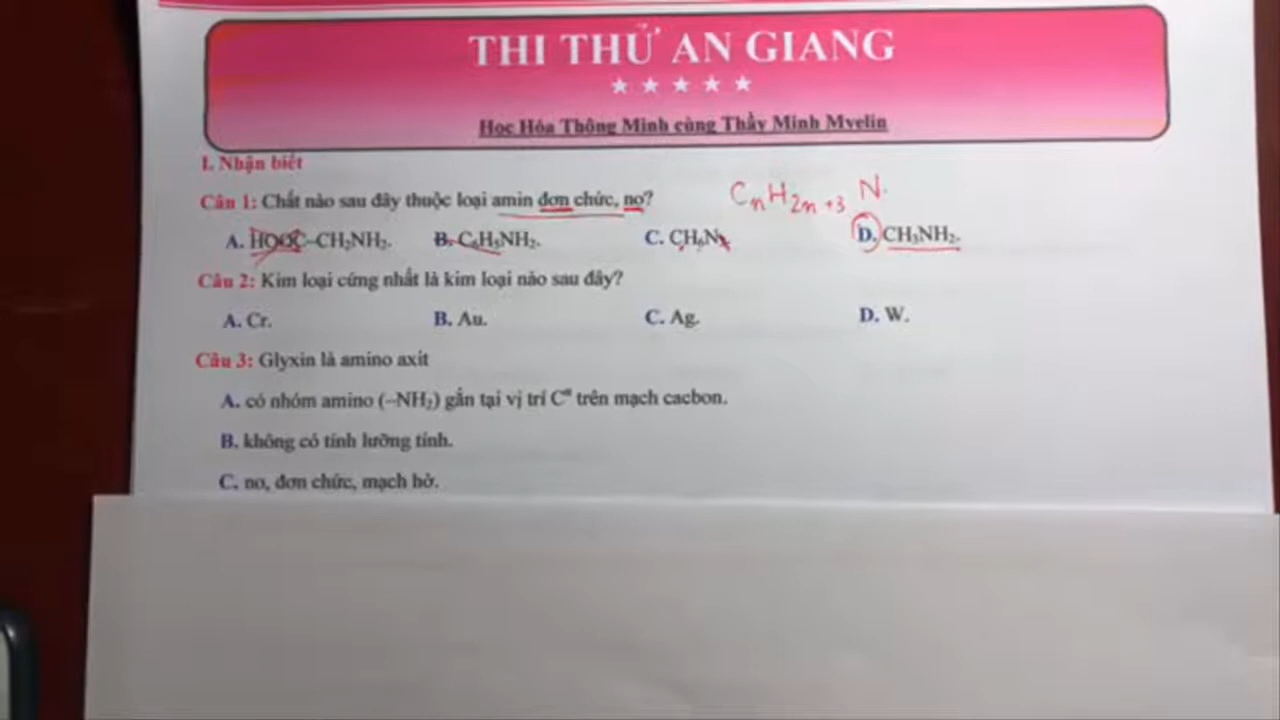 THI THỬ AN GIANG
★ ★ ★ ★ ★
Học Hóa Thông Minh cùng Thầy Minh Myelin
I. Nhận biết
Câu 1: Chất nào sau đây thuộc loại amin đơn chức, no?
CnH2n+3 N.
A. HOOC–CH2NH2. B. C6H5NH2. C. CH6N2. D. CH3NH2.
Câu 2: Kim loại cứng nhất là kim loại nào sau đây?
A. Cr. B. Au. C. Ag. D. W.
Câu 3: Glyxin là amino axit
A. có nhóm amino (–NH2) gắn tại vị trí Cα trên mạch cacbon.
B. không có tính lưỡng tính.
C. no, đơn chức, mạch hở.